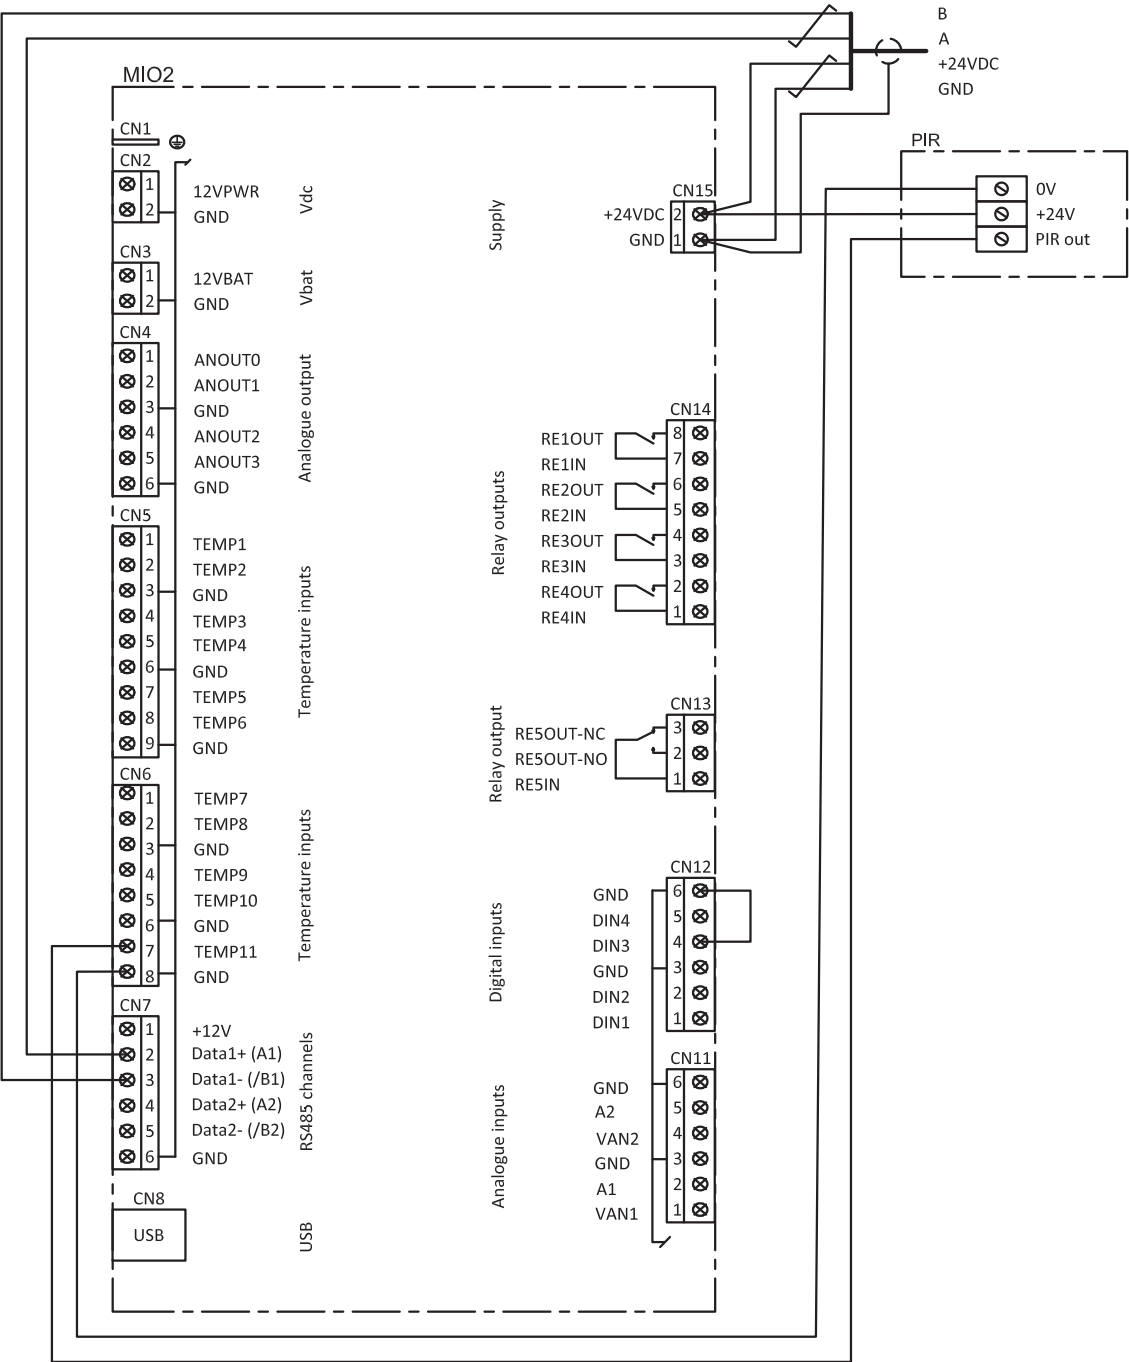 B
A
+24VDC
GND
MIO2
CN1
CN2
1 12VPWR
2 GND
Vdc
CN3
1 12VBAT
2 GND
Vbat
CN4
1 ANOUT0
2 ANOUT1
3 GND
4 ANOUT2
5 ANOUT3
6 GND
Analogue output
CN5
1 TEMP1
2 TEMP2
3 GND
4 TEMP3
5 TEMP4
6 GND
7 TEMP5
8 TEMP6
9 GND
Temperature inputs
CN6
1 TEMP7
2 TEMP8
3 GND
4 TEMP9
5 TEMP10
6 GND
7 TEMP11
8 GND
Temperature inputs
CN7
1 +12V
2 Data1+ (A1)
3 Data1- (/B1)
4 Data2+ (A2)
5 Data2- (/B2)
6 GND
RS485 channels
CN8
USB
USB
Supply
CN15
+24VDC 2
GND 1
PIR
0V
+24V
PIR out
Relay outputs
CN14
RE1OUT 8
RE1IN 7
RE2OUT 6
RE2IN 5
RE3OUT 4
RE3IN 3
RE4OUT 2
RE4IN 1
Relay output
CN13
RE5OUT-NC 3
RE5OUT-NO 2
RE5IN 1
Digital inputs
CN12
GND 6
DIN4 5
DIN3 4
GND 3
DIN2 2
DIN1 1
Analogue inputs
CN11
GND 6
A2 5
VAN2 4
GND 3
A1 2
VAN1 1